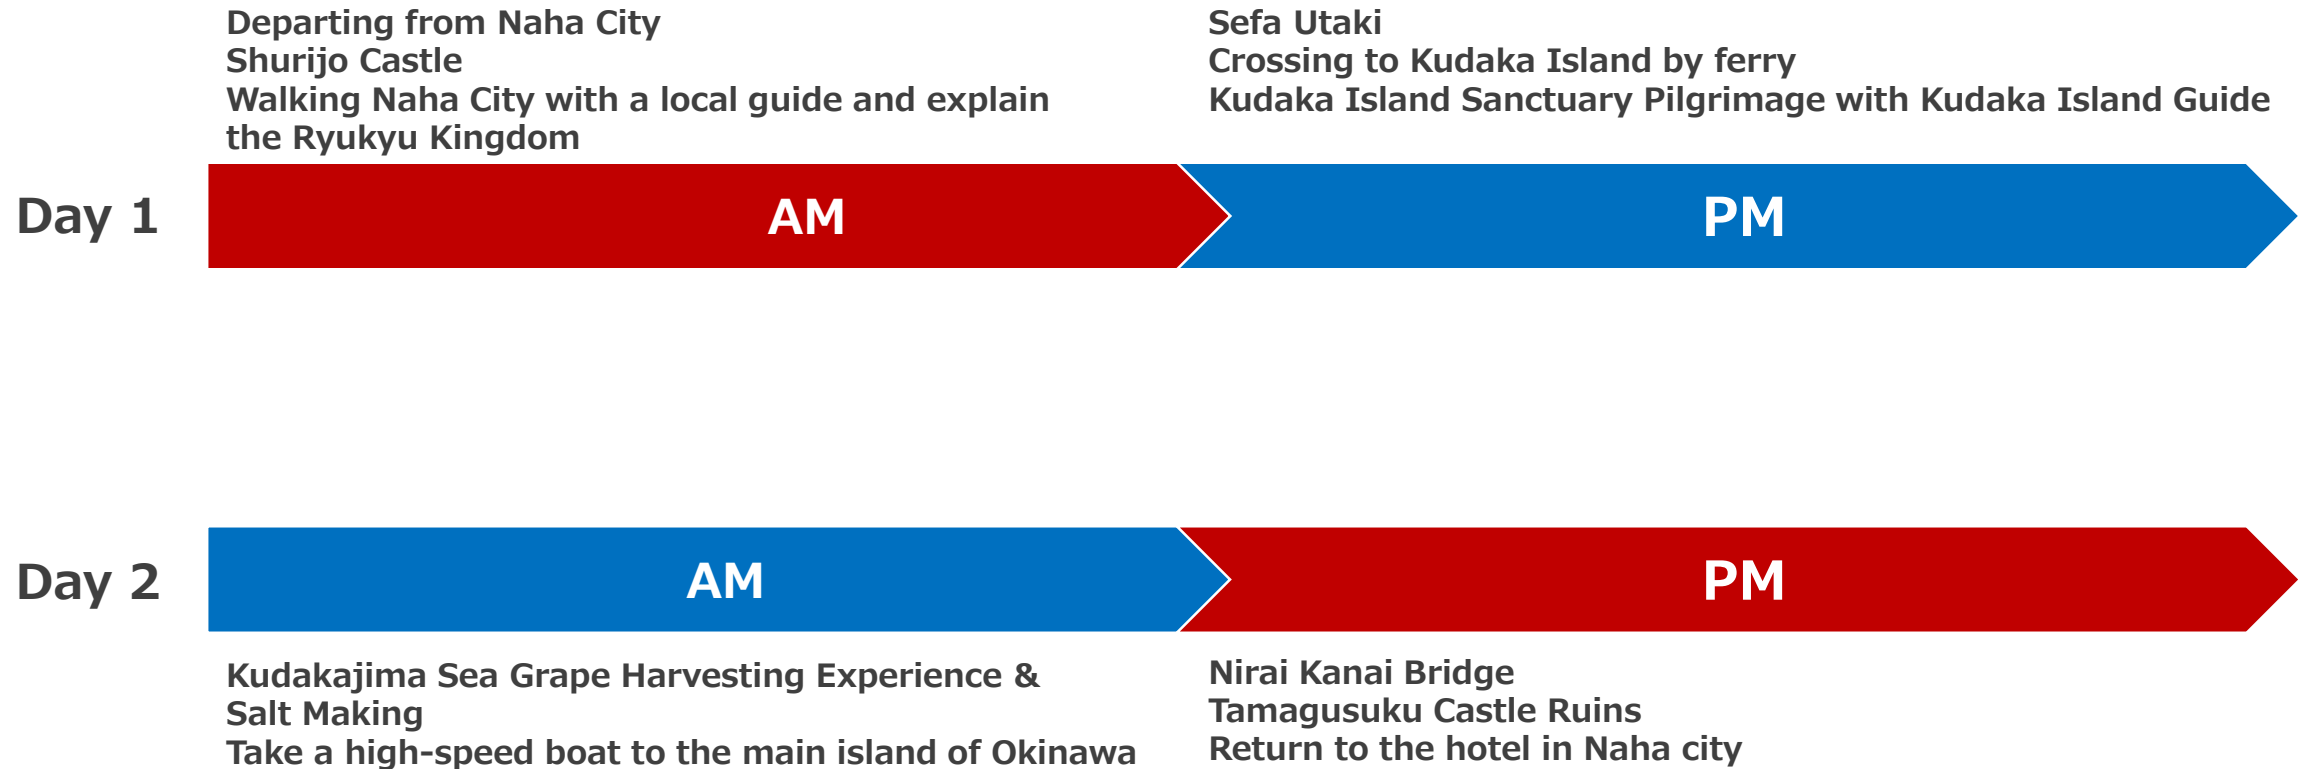 Departing from Naha City
Shurijo Castle
Walking Naha City with a local guide and explain
the Ryukyu Kingdom
Sefa Utaki
Crossing to Kudaka Island by ferry
Kudaka Island Sanctuary Pilgrimage with Kudaka Island Guide
Day 1
AM
PM
Day 2
AM
PM
Kudakajima Sea Grape Harvesting Experience &
Salt Making
Take a high-speed boat to the main island of Okinawa
Nirai Kanai Bridge
Tamagusuku Castle Ruins
Return to the hotel in Naha city